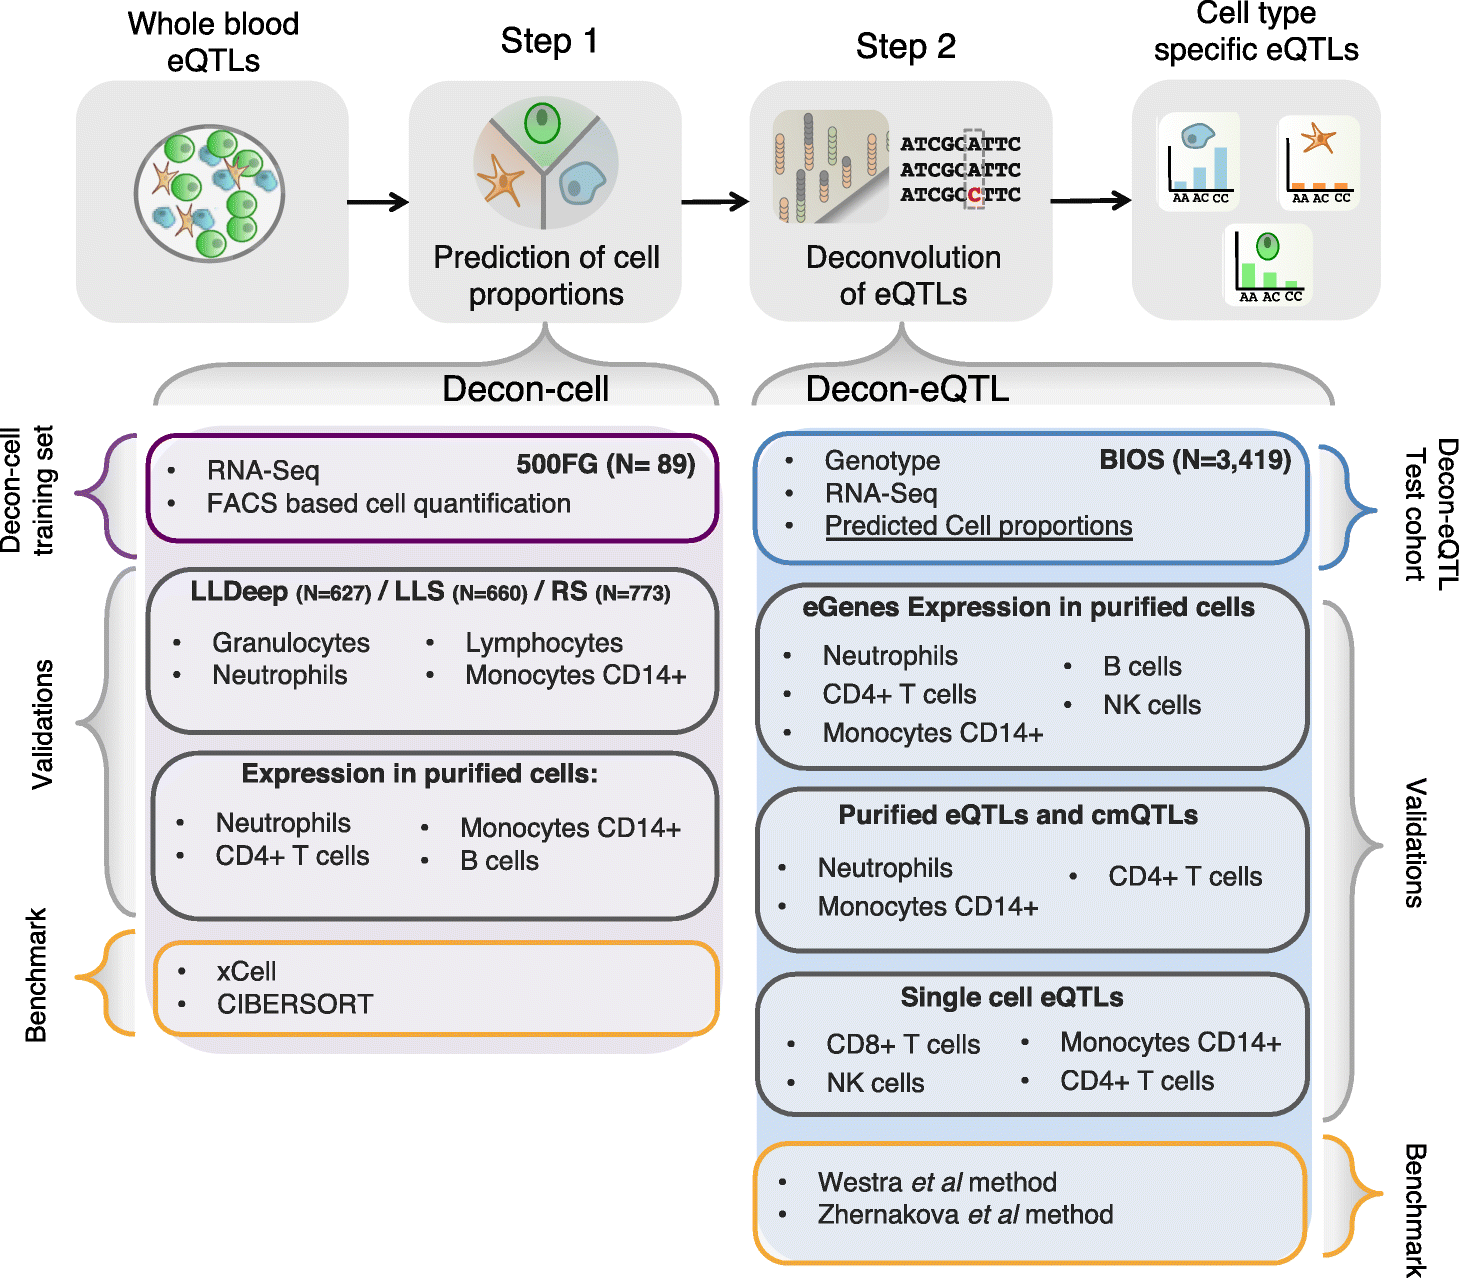 Whole blood
eQTLs
Step 1
Step 2
Cell type
specific eQTLs
Prediction of cell
proportions
ATCGCATTC
ATCGCATTC
ATCGCCTTC
Deconvolution
of eQTLs
AA AC CC
AA AC CC
AA AC CC
Decon-cell
Decon-eQTL
Decon-cell
training set
• RNA-Seq
500FG (N= 89)
• FACS based cell quantification
Validations
LLDeep (N=627) / LLS (N=660) / RS (N=773)
• Granulocytes
• Neutrophils
• Lymphocytes
• Monocytes CD14+
Expression in purified cells:
• Neutrophils
• CD4+ T cells
• Monocytes CD14+
• B cells
Benchmark
• xCell
• CIBERSORT
• Genotype
BIOS (N=3,419)
• RNA-Seq
• Predicted Cell proportions
Decon-eQTL
Test cohort
eGenes Expression in purified cells
• Neutrophils
• CD4+ T cells
• Monocytes CD14+
• B cells
• NK cells
Validations
Purified eQTLs and cmQTLs
• Neutrophils
• Monocytes CD14+
• CD4+ T cells
Single cell eQTLs
• CD8+ T cells
• NK cells
• Monocytes CD14+
• CD4+ T cells
• Westra et al method
• Zhernakova et al method
Benchmark